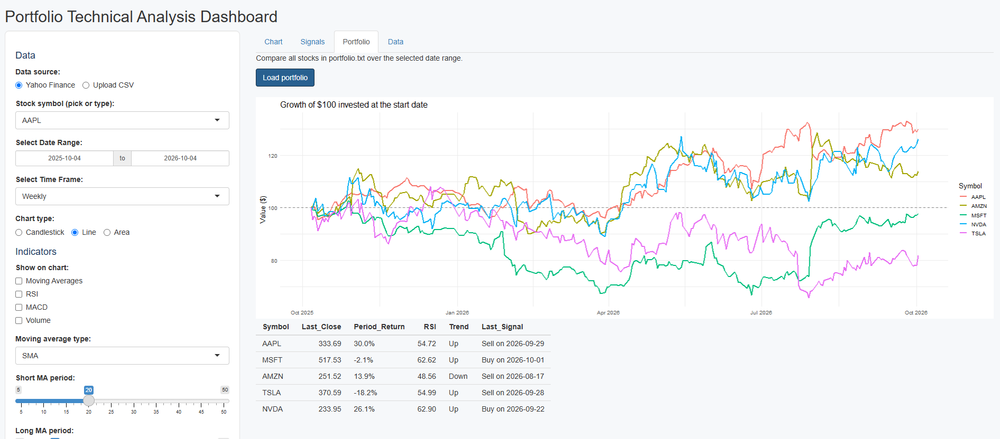 Portfolio Technical Analysis Dashboard
Data
Data source:
Yahoo Finance Upload CSV
Stock symbol (pick or type):
AAPL
Select Date Range:
2025-10-04 to 2026-10-04
Select Time Frame:
Weekly
Chart type:
Candlestick Line Area
Indicators
Show on chart:
Moving Averages
RSI
MACD
Volume
Moving average type:
SMA
Short MA period:
5 20 50
5 10 15 20 25 30 35 40 45 50
Long MA period:
Chart Signals Portfolio Data
Compare all stocks in portfolio.txt over the selected date range.
Load portfolio
Growth of $100 invested at the start date
Value ($)
120
100
80
Oct 2025 Jan 2026 Apr 2026 Jul 2026 Oct 2026
Symbol
AAPL
AMZN
MSFT
NVDA
TSLA
Symbol Last_Close Period_Return RSI Trend Last_Signal
AAPL 333.69 30.0% 54.72 Up Sell on 2026-09-29
MSFT 517.53 -2.1% 62.62 Up Buy on 2026-10-01
AMZN 251.52 13.9% 48.56 Down Sell on 2026-08-17
TSLA 370.59 -18.2% 54.99 Up Sell on 2026-09-28
NVDA 233.95 26.1% 62.90 Up Buy on 2026-09-22